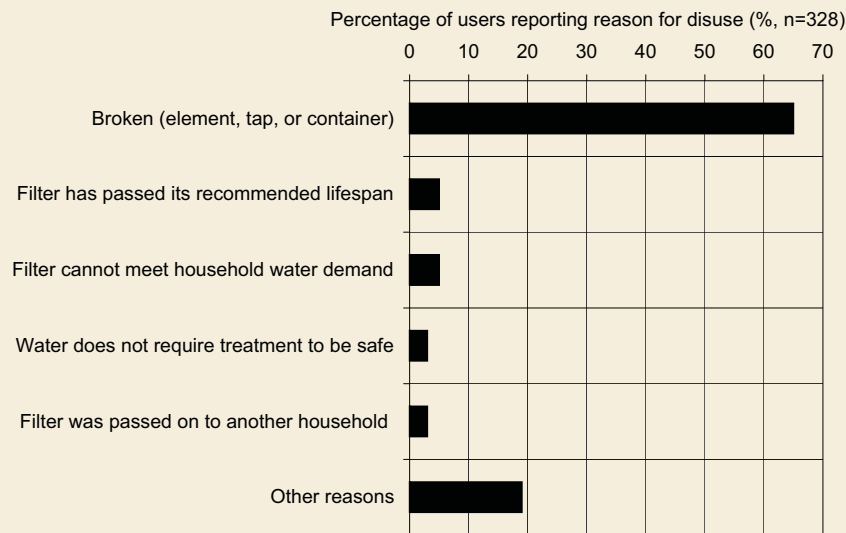 Percentage of users reporting reason for disuse (%, n=328)
0 10 20 30 40 50 60 70
Broken (element, tap, or container)
Filter has passed its recommended lifespan
Filter cannot meet household water demand
Water does not require treatment to be safe
Filter was passed on to another household
Other reasons